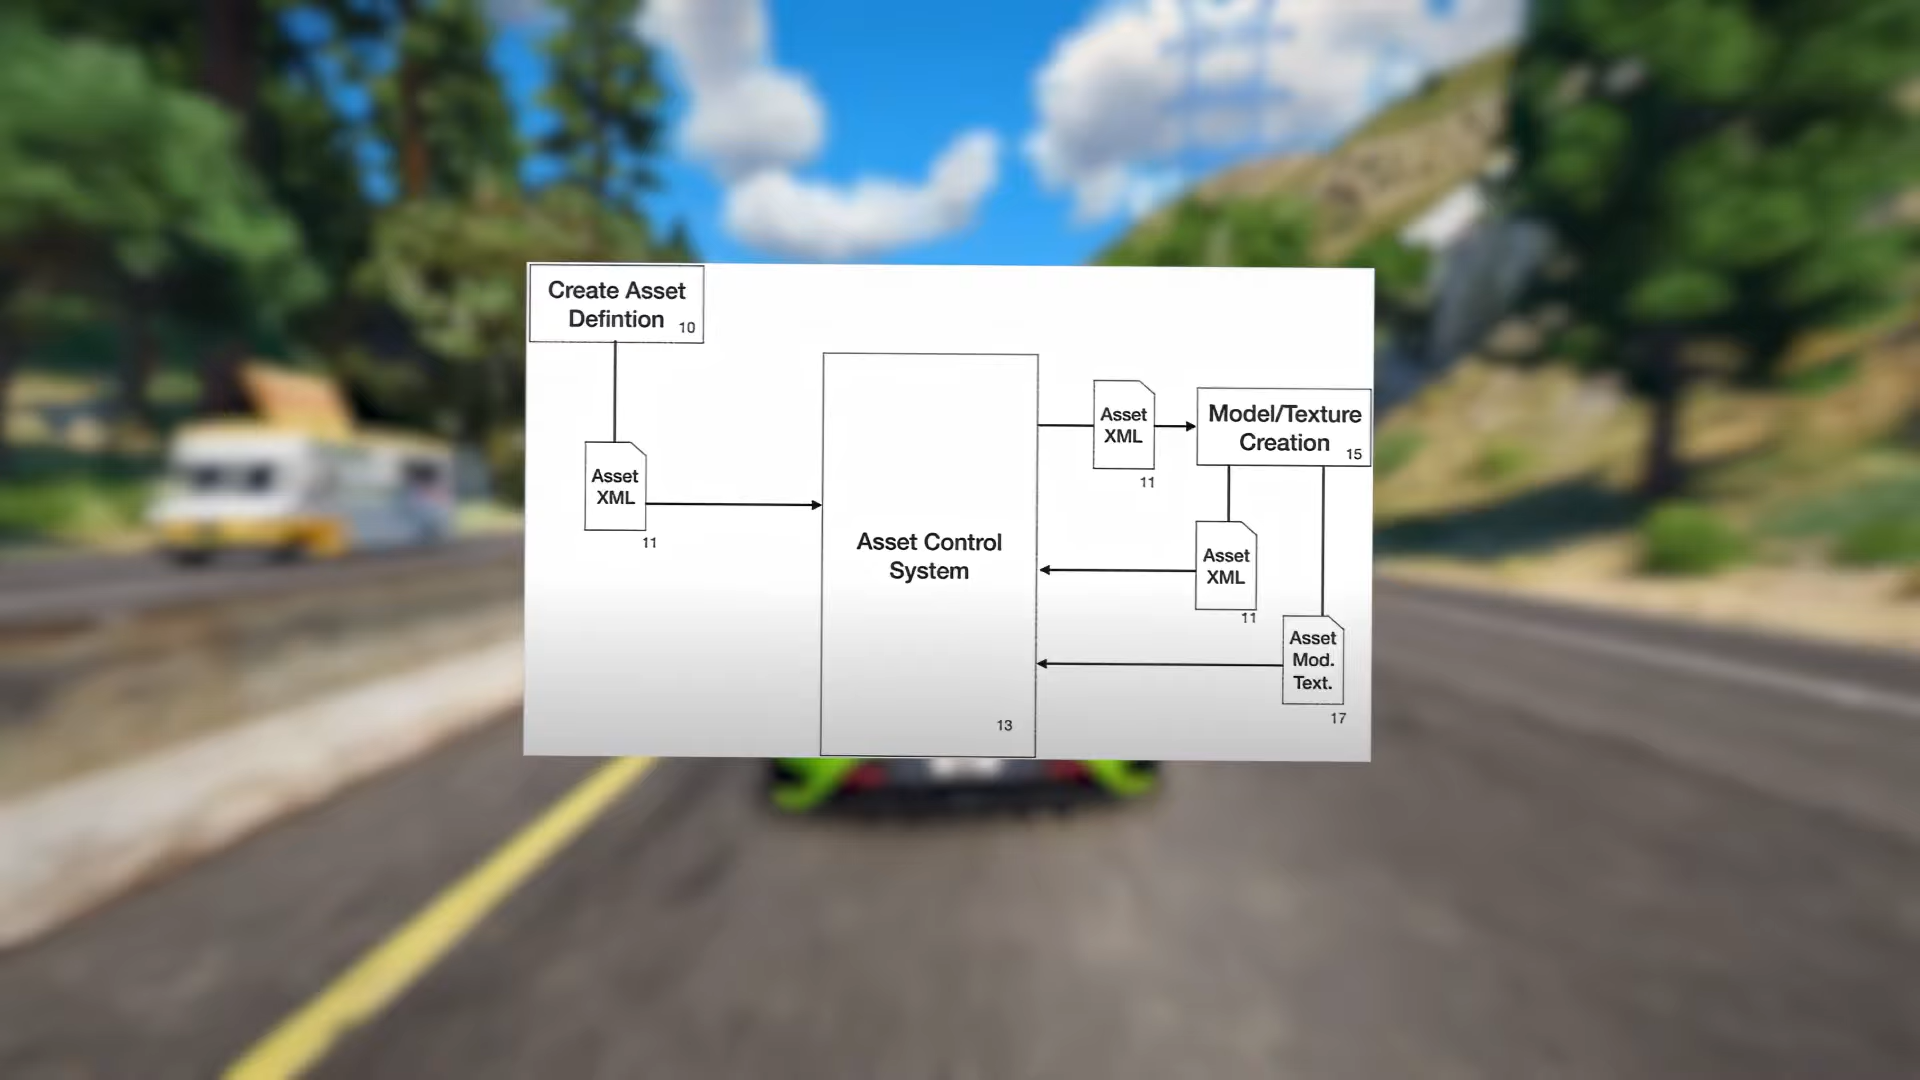 Create Asset
Defintion 10
Asset
XML
11
Asset Control
System
13
Asset
XML
11
Model/Texture
Creation 15
Asset
XML
11
Asset
Mod.
Text.
17